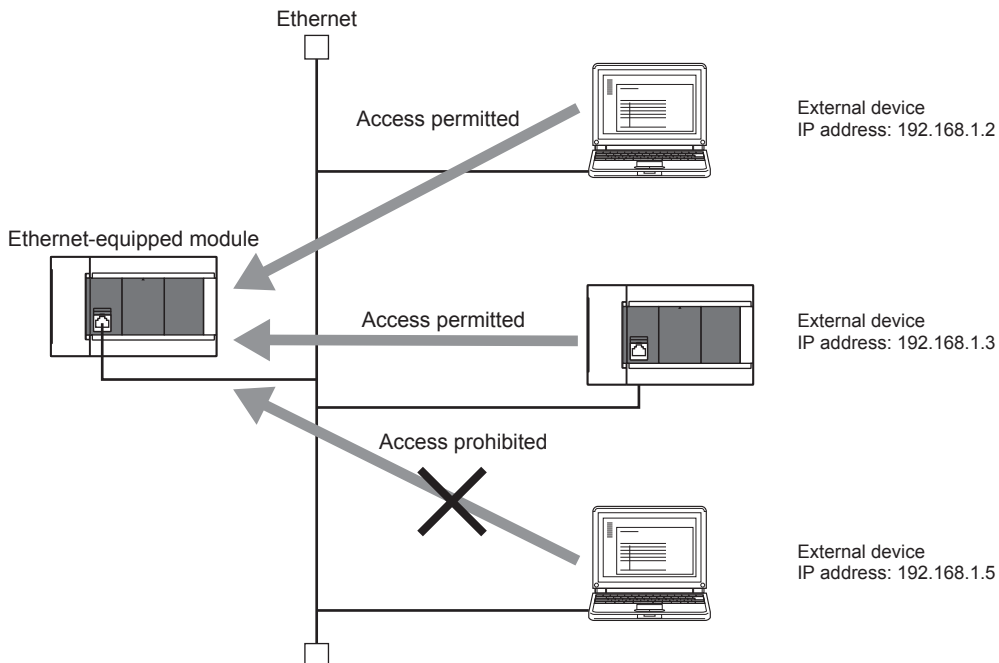 Ethernet
Access permitted
External device
IP address: 192.168.1.2
Ethernet-equipped module
Access permitted
External device
IP address: 192.168.1.3
Access prohibited
External device
IP address: 192.168.1.5